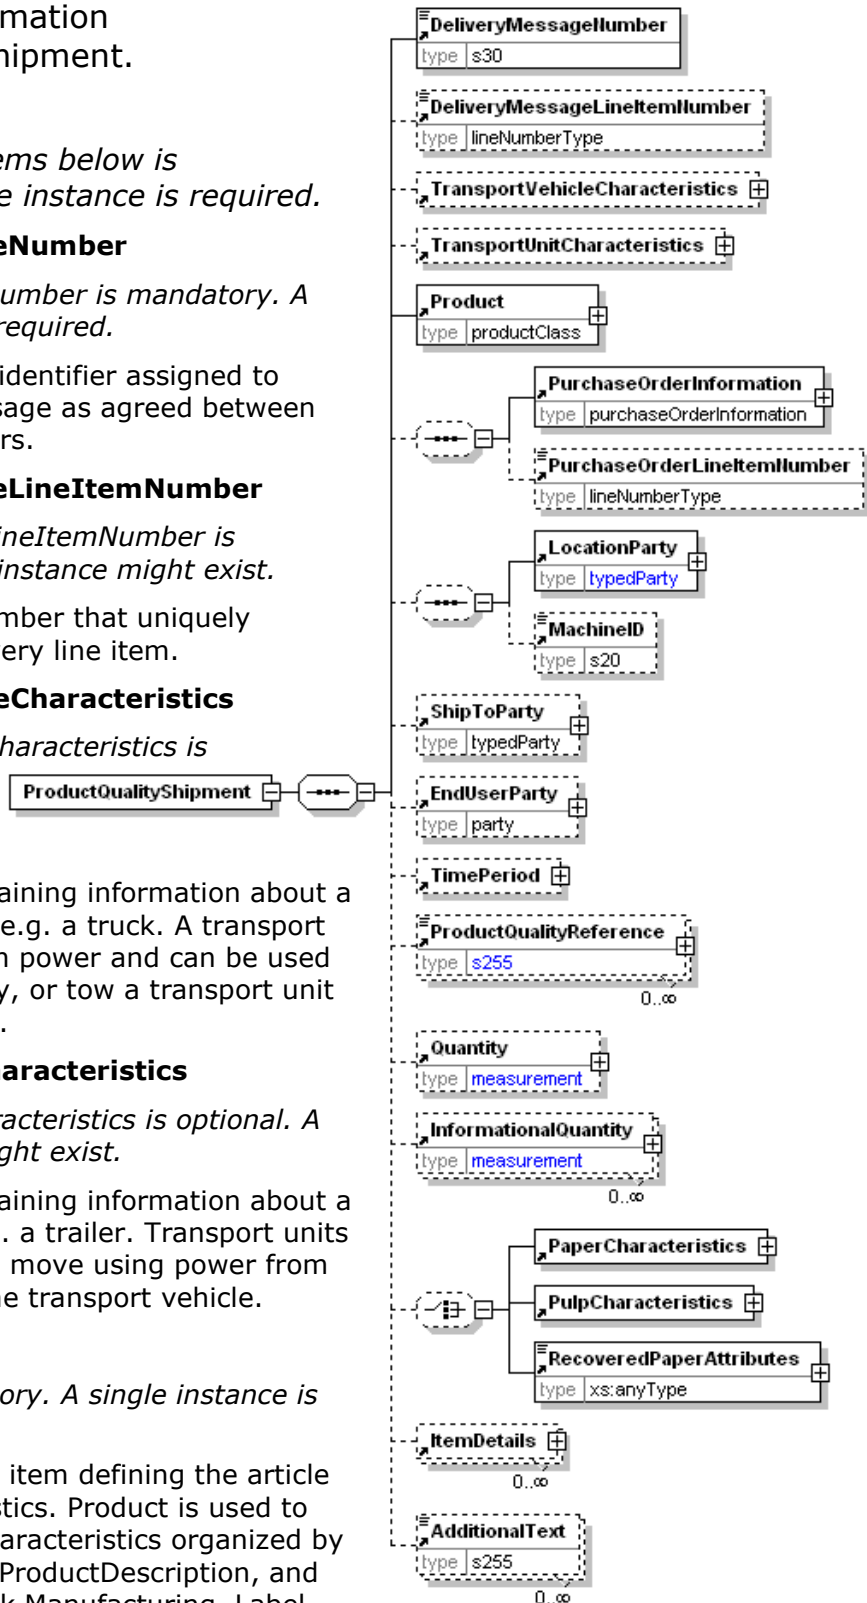 rmation
hipment.
ems below is
e instance is required.
eNumber
umber is mandatory. A
required.
identifier assigned to
sage as agreed between
rs.
eLineItemNumber
ineItemNumber is
instance might exist.
mber that uniquely
very line item.
eCharacteristics
haracteristics is
ProductQualityShipment
aining information about a
e.g. a truck. A transport
n power and can be used
y, or tow a transport unit
.
haracteristics
racteristics is optional. A
ght exist.
aining information about a
. a trailer. Transport units
move using power from
he transport vehicle.
ory. A single instance is
item defining the article
stics. Product is used to
haracteristics organized by
ProductDescription, and
k Manufacturing, Label
DeliveryMessageNumber
type s30
DeliveryMessageLineItemNumber
type lineNumberType
TransportVehicleCharacteristics
TransportUnitCharacteristics
Product
type productClass
PurchaseOrderInformation
type purchaseOrderInformation
PurchaseOrderLineItemNumber
type lineNumberType
LocationParty
type typedParty
MachineID
type s20
ShipToParty
type typedParty
EndUserParty
type party
TimePeriod
ProductQualityReference
type s255
0..∞
Quantity
type measurement
InformationalQuantity
type measurement
0..∞
PaperCharacteristics
PulpCharacteristics
RecoveredPaperAttributes
type xs:anyType
ItemDetails
0..∞
AdditionalText
type s255
0..∞